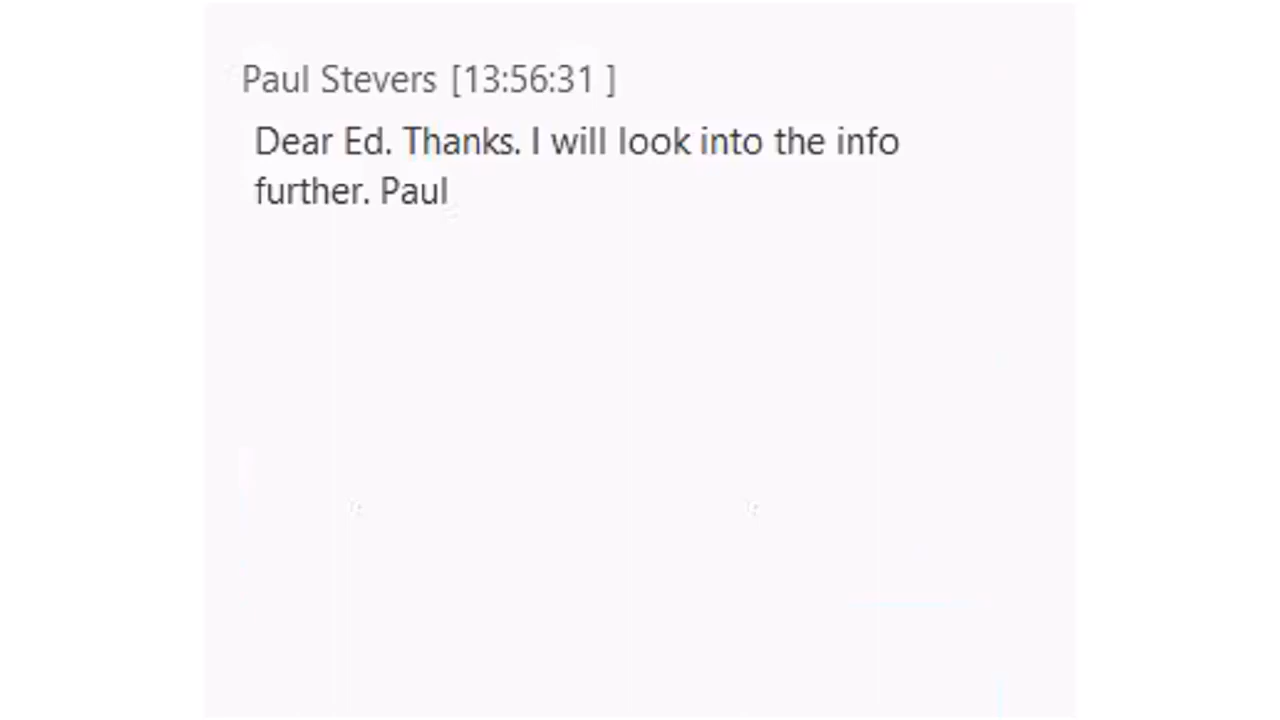 Paul Stevers [13:56:31 ]
Dear Ed. Thanks. I will look into the info
further. Paul